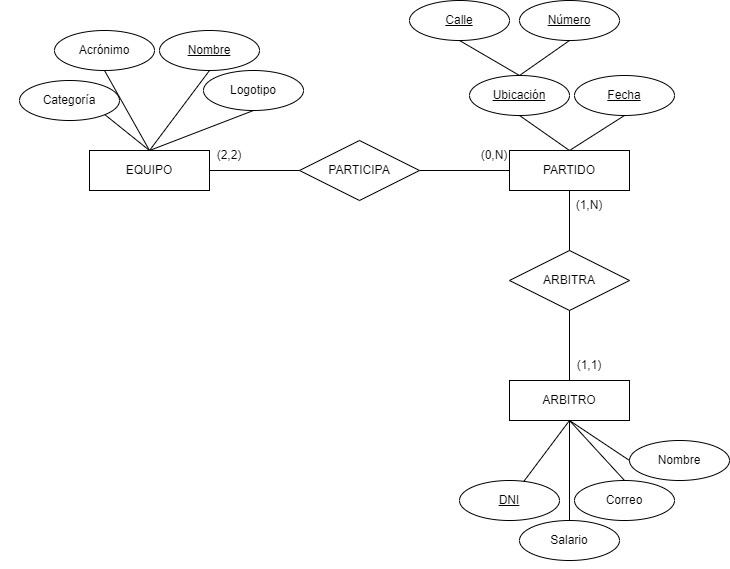 Calle
Número
Acrónimo
Nombre
Categoría
Logotipo
Ubicación
Fecha
EQUIPO
(2,2)
PARTICIPA
(0,N)
PARTIDO
(1,N)
ARBITRA
(1,1)
ARBITRO
Nombre
DNI
Correo
Salario